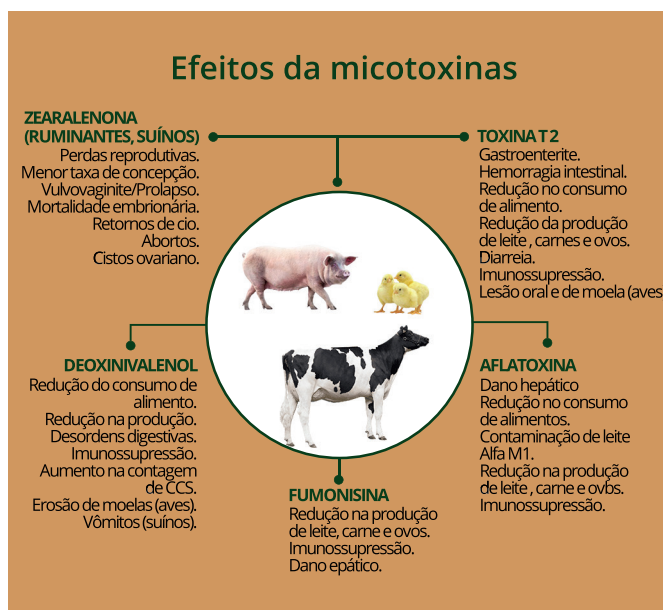 Efeitos da micotoxinas
ZEARALENONA
(RUMINANTES, SUÍNOS)
Perdas reprodutivas.
Menor taxa de concepção.
Vulvovaginite/Prolapso.
Mortalidade embrionária.
Retornos de cio.
Abortos.
Cistos ovariano.
TOXINA T 2
Gastroenterite.
Hemorragia intestinal.
Redução no consumo
de alimento.
Redução da produção
de leite , carnes e ovos.
Diarreia.
Imunossupressão.
Lesão oral e de moela (aves
DEOXINIVALENOL
Redução do consumo de
alimento.
Redução na produção.
Desordens digestivas.
Imunossupressão.
Aumento na contagem
de CCS.
Erosão de moelas (aves).
Vômitos (suínos).
AFLATOXINA
Dano hepático
Redução no consumo
de alimentos.
Contaminação de leite
Alfa M1.
Redução na produção
de leite , carne e ovos.
Imunossupressão.
FUMONISINA
Redução na produção
de leite, carne e ovos.
Imunossupressão.
Dano epático.